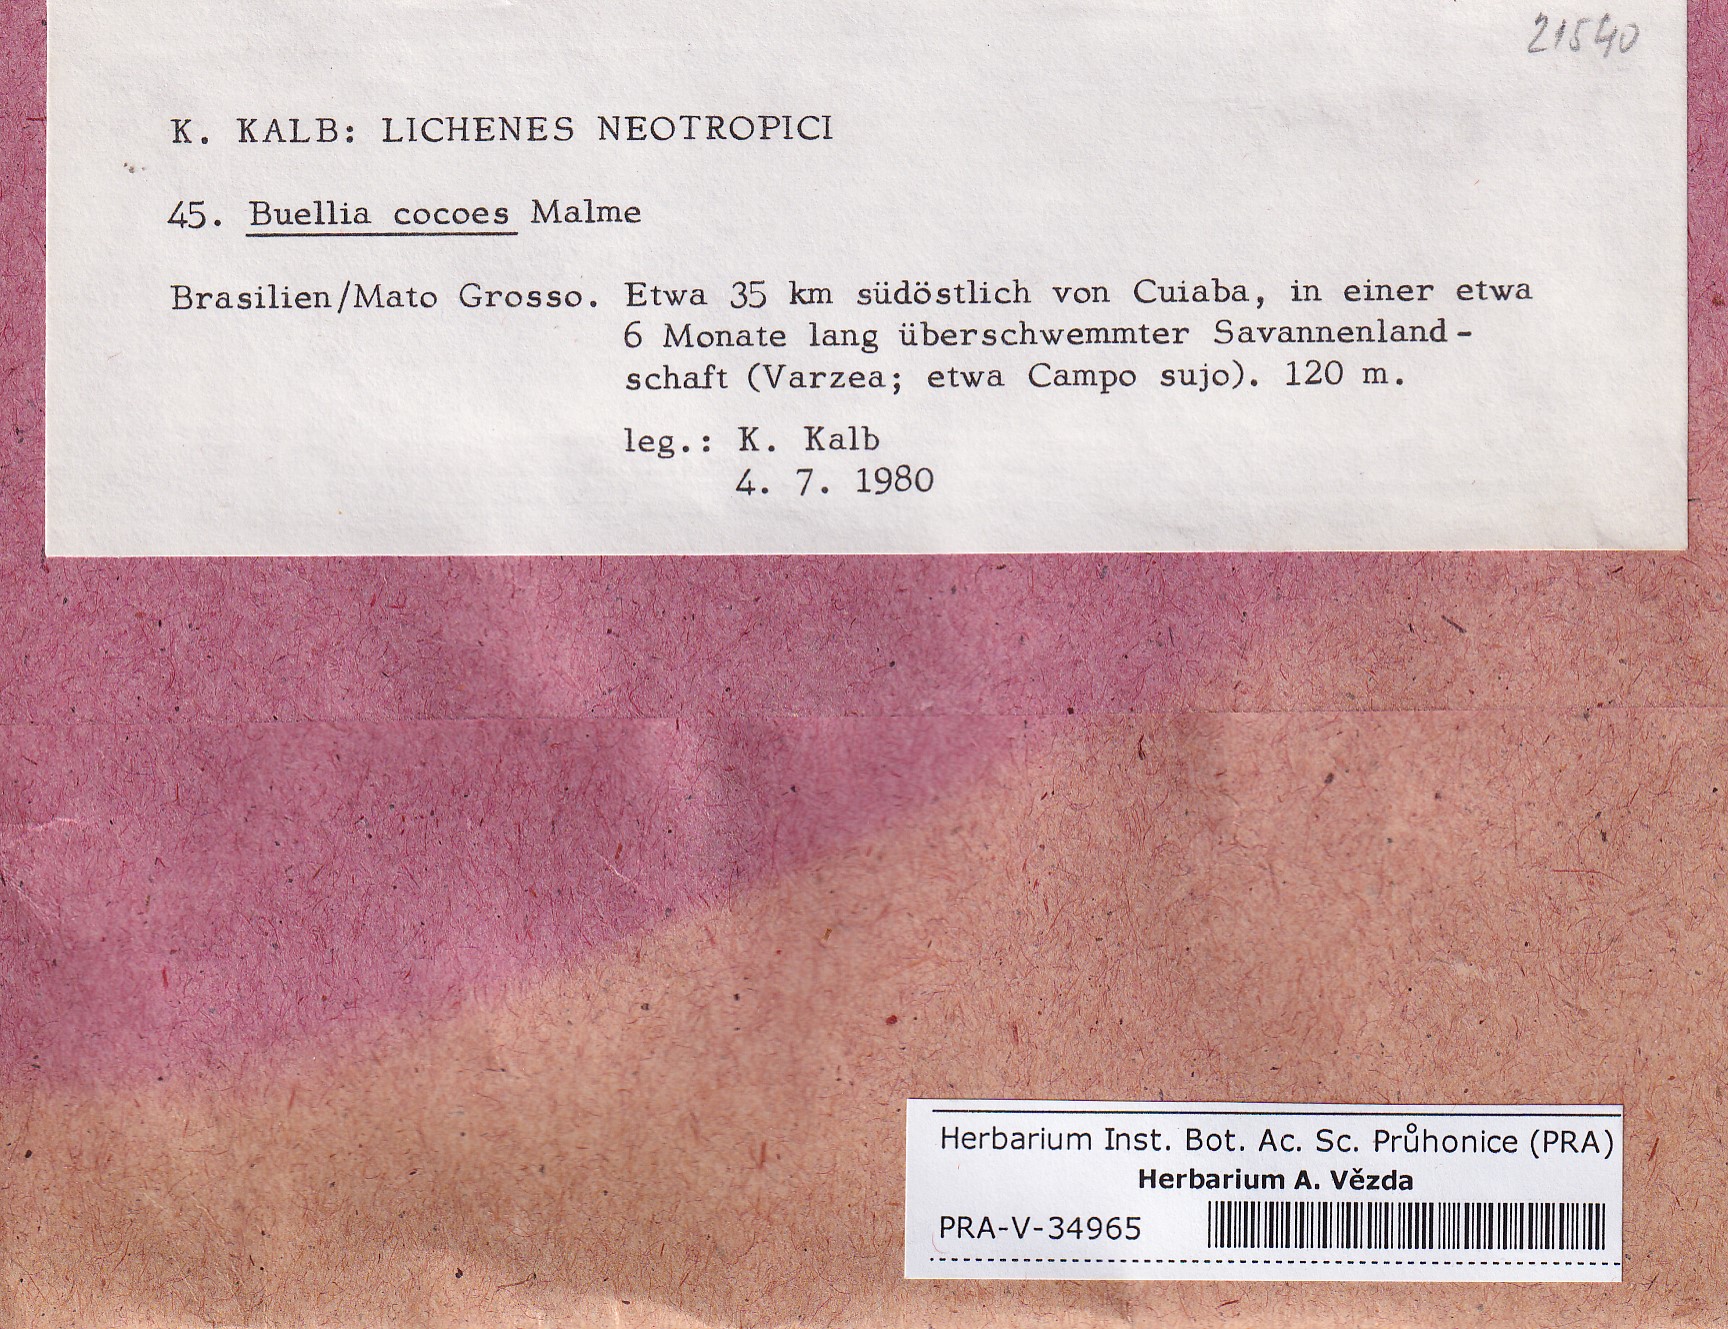 21540
K. KALB: LICHENES NEOTROPICI
45. Buellia cocoes Malme
Brasilien/Mato Grosso. Etwa 35 km südöstlich von Cuiaba, in einer etwa
6 Monate lang überschwemmter Savannenland-
schaft (Varzea; etwa Campo sujo). 120 m.
leg.: K. Kalb
4. 7. 1980
Herbarium Inst. Bot. Ac. Sc. Průhonice (PRA)
Herbarium A. Vězda
PRA-V-34965